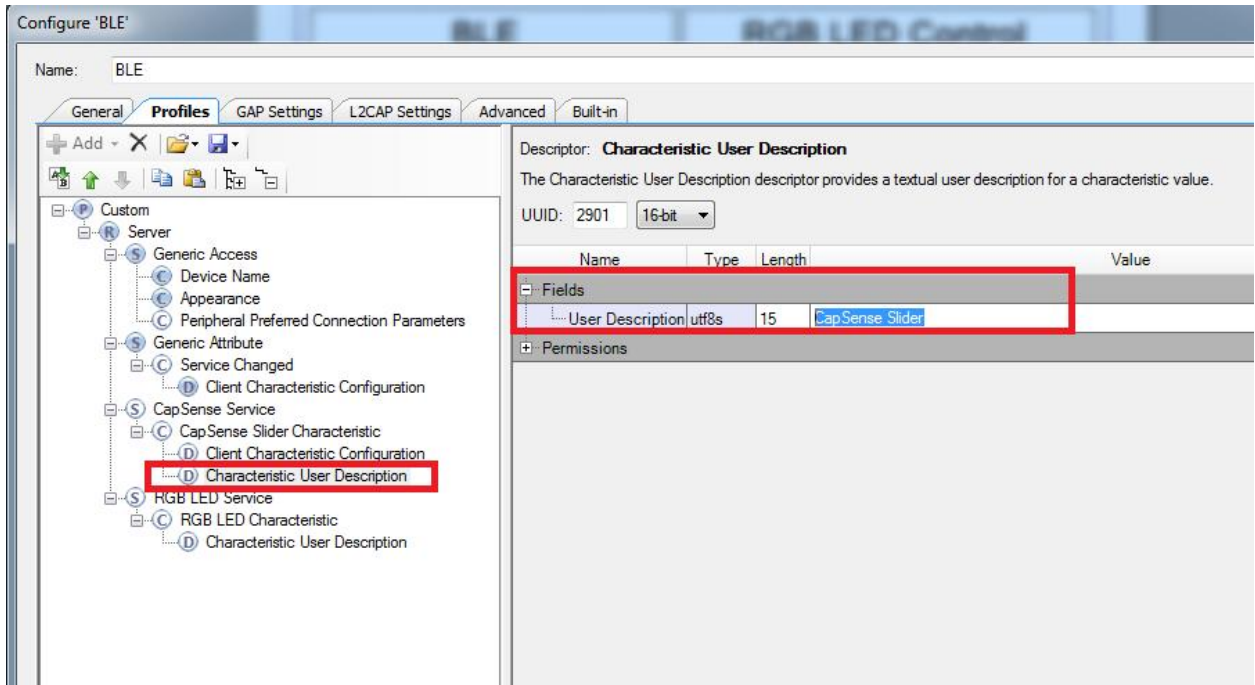 Configure 'BLE'
BLE RGB LED Control
Name: BLE
General Profiles GAP Settings L2CAP Settings Advanced Built-in
Add
Custom
Server
Generic Access
Device Name
Appearance
Peripheral Preferred Connection Parameters
Generic Attribute
Service Changed
Client Characteristic Configuration
CapSense Service
CapSense Slider Characteristic
Client Characteristic Configuration
Characteristic User Description
RGB LED Service
RGB LED Characteristic
Characteristic User Description
Descriptor: Characteristic User Description
The Characteristic User Description descriptor provides a textual user description for a characteristic value.
UUID: 2901 16-bit
Name Type Length Value
Fields
User Description utf8s 15 CapSense Slider
Permissions